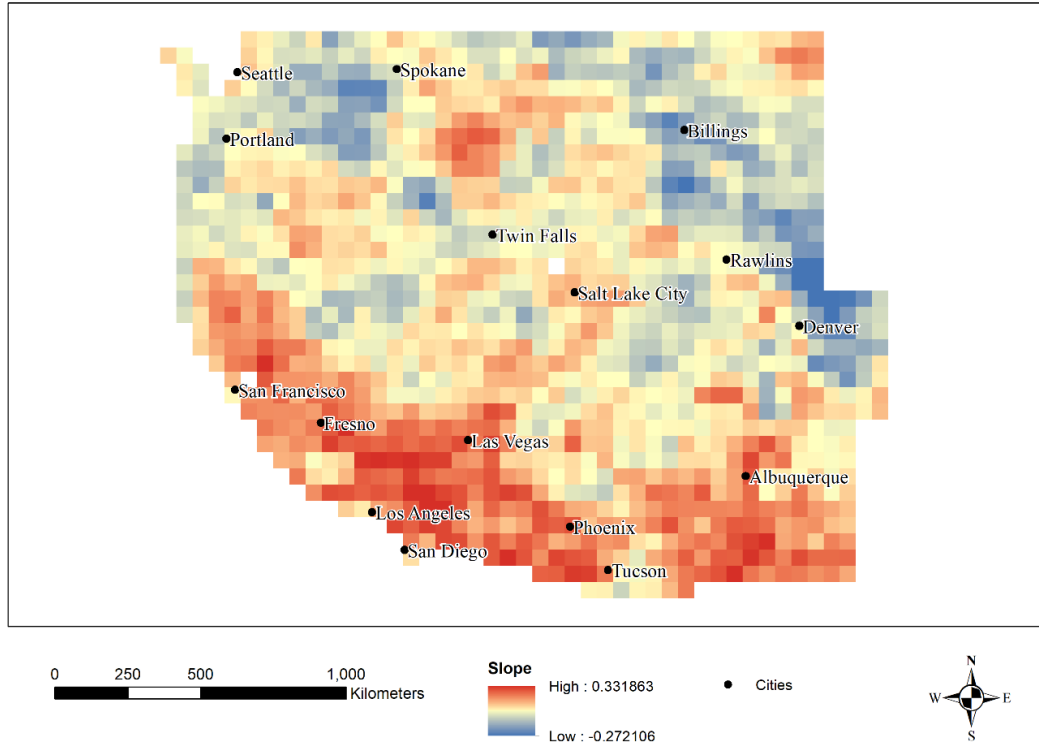 Seattle
Spokane
Portland
Billings
Twin Falls
Rawlins
Salt Lake City
Denver
San Francisco
Fresno
Las Vegas
Albuquerque
Los Angeles
Phoenix
San Diego
Tucson
0 250 500 1,000
Kilometers
Slope
High : 0.331863
Low : -0.272106
Cities
N
W E
S